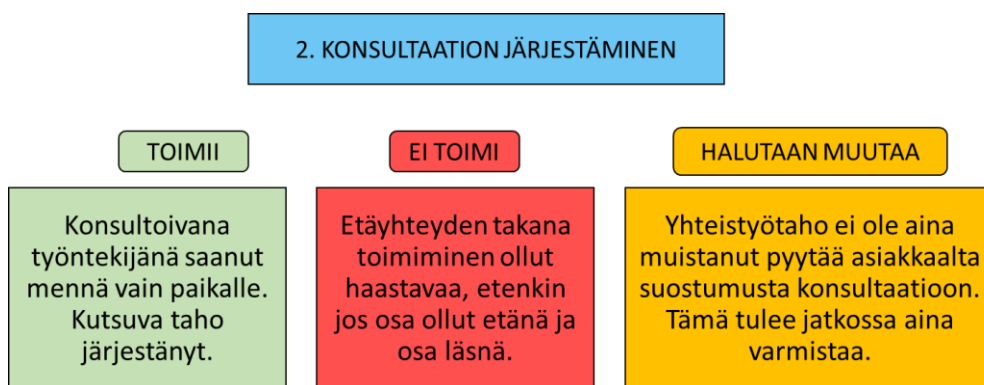 2. KONSULTAATION JÄRJESTÄMINEN
TOIMII
Konsultoivana
työntekijänä saanut
mennä vain paikalle.
Kutsuva taho
järjestänyt.
EI TOIMI
Etäyhteyden takana
toimiminen ollut
haastavaa, etenkin
jos osa ollut etänä ja
osa läsnä.
HALUTAAN MUUTAA
Yhteistyötaho ei ole aina
muistanut pyytää asiakkaalta
suostumusta konsultaatioon.
Tämä tulee jatkossa aina
varmistaa.